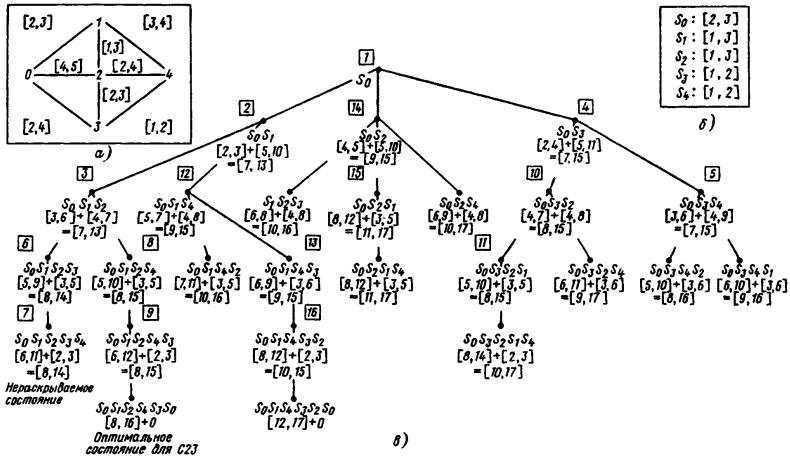 [2,3]
1
[3,4]
[1,3]
0
[4,5]
2
[2,4]
4
[2,3]
[2,4]
3
[1,2]
а)
S0: [2, 3]
S1: [1, 3]
S2: [1, 3]
S3: [1, 2]
S4: [1, 2]
б)
1
S0
2
S0S1
[2,3]+[5,10]
=[7,13]
14
S0S2
[4,5]+[5,10]
=[9,15]
4
S0S3
[2,4]+[5,11]
=[7,15]
3
S0S1S2
[3,6]+[4,7]
=[7,13]
12
S0S1S4
[5,7]+[4,8]
=[9,15]
S1S2S3
[6,8]+[4,8]
=[10,16]
15
S0S2S1
[8,12]+[3,5]
=[11,17]
S0S2S4
[6,9]+[4,8]
=[10,17]
10
S0S3S2
[4,7]+[4,8]
=[8,15]
5
S0S3S4
[3,6]+[4,9]
=[7,15]
6
S0S1S2S3
[5,9]+[3,5]
=[8,14]
8
S0S1S2S4
[5,10]+[3,5]
=[8,15]
S0S1S4S2
[7,11]+[3,5]
=[10,16]
13
S0S1S4S3
[6,9]+[3,6]
=[9,15]
S0S2S1S4
[8,12]+[3,5]
=[11,17]
11
S0S3S2S1
[5,10]+[3,5]
=[8,15]
S0S3S2S4
[6,11]+[3,6]
=[9,17]
S0S3S4S2
[5,10]+[3,6]
=[8,16]
S0S3S4S1
[6,10]+[3,6]
=[9,16]
7
S0S1S2S3S4
[6,11]+[2,3]
=[8,14]
Нераскрываемое
состояние
9
S0S1S2S4S3
[6,12]+[2,3]
=[8,15]
16
S0S1S4S3S2
[8,12]+[2,3]
=[10,15]
S0S3S2S1S4
[8,14]+[2,3]
=[10,17]
S0S1S2S4S3S0
[8,16]+0
Оптимальное
состояние для С23
S0S1S4S3S2S0
[12,17]+0
в)